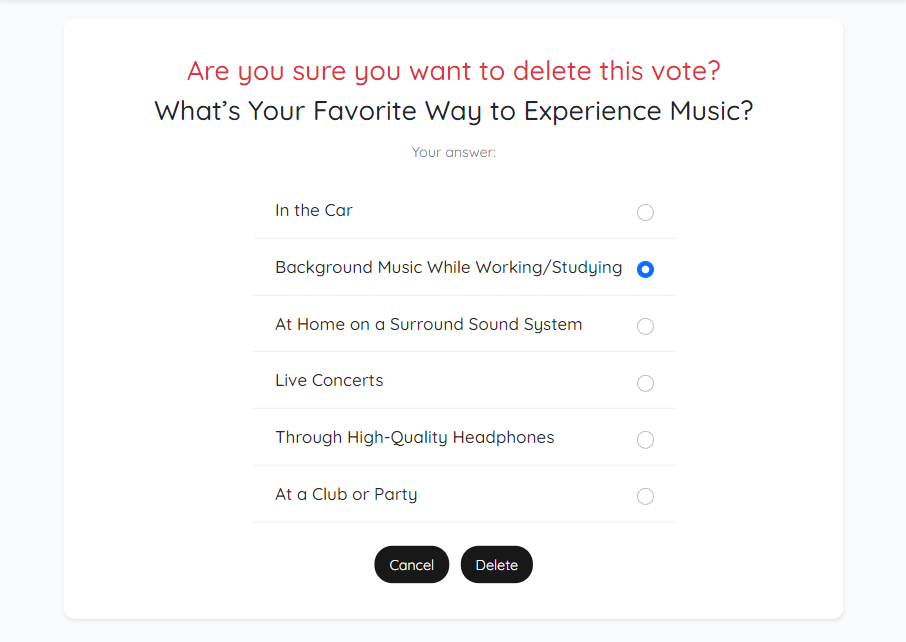 Are you sure you want to delete this vote?
What’s Your Favorite Way to Experience Music?
Your answer:
In the Car
Background Music While Working/Studying
At Home on a Surround Sound System
Live Concerts
Through High-Quality Headphones
At a Club or Party
Cancel Delete